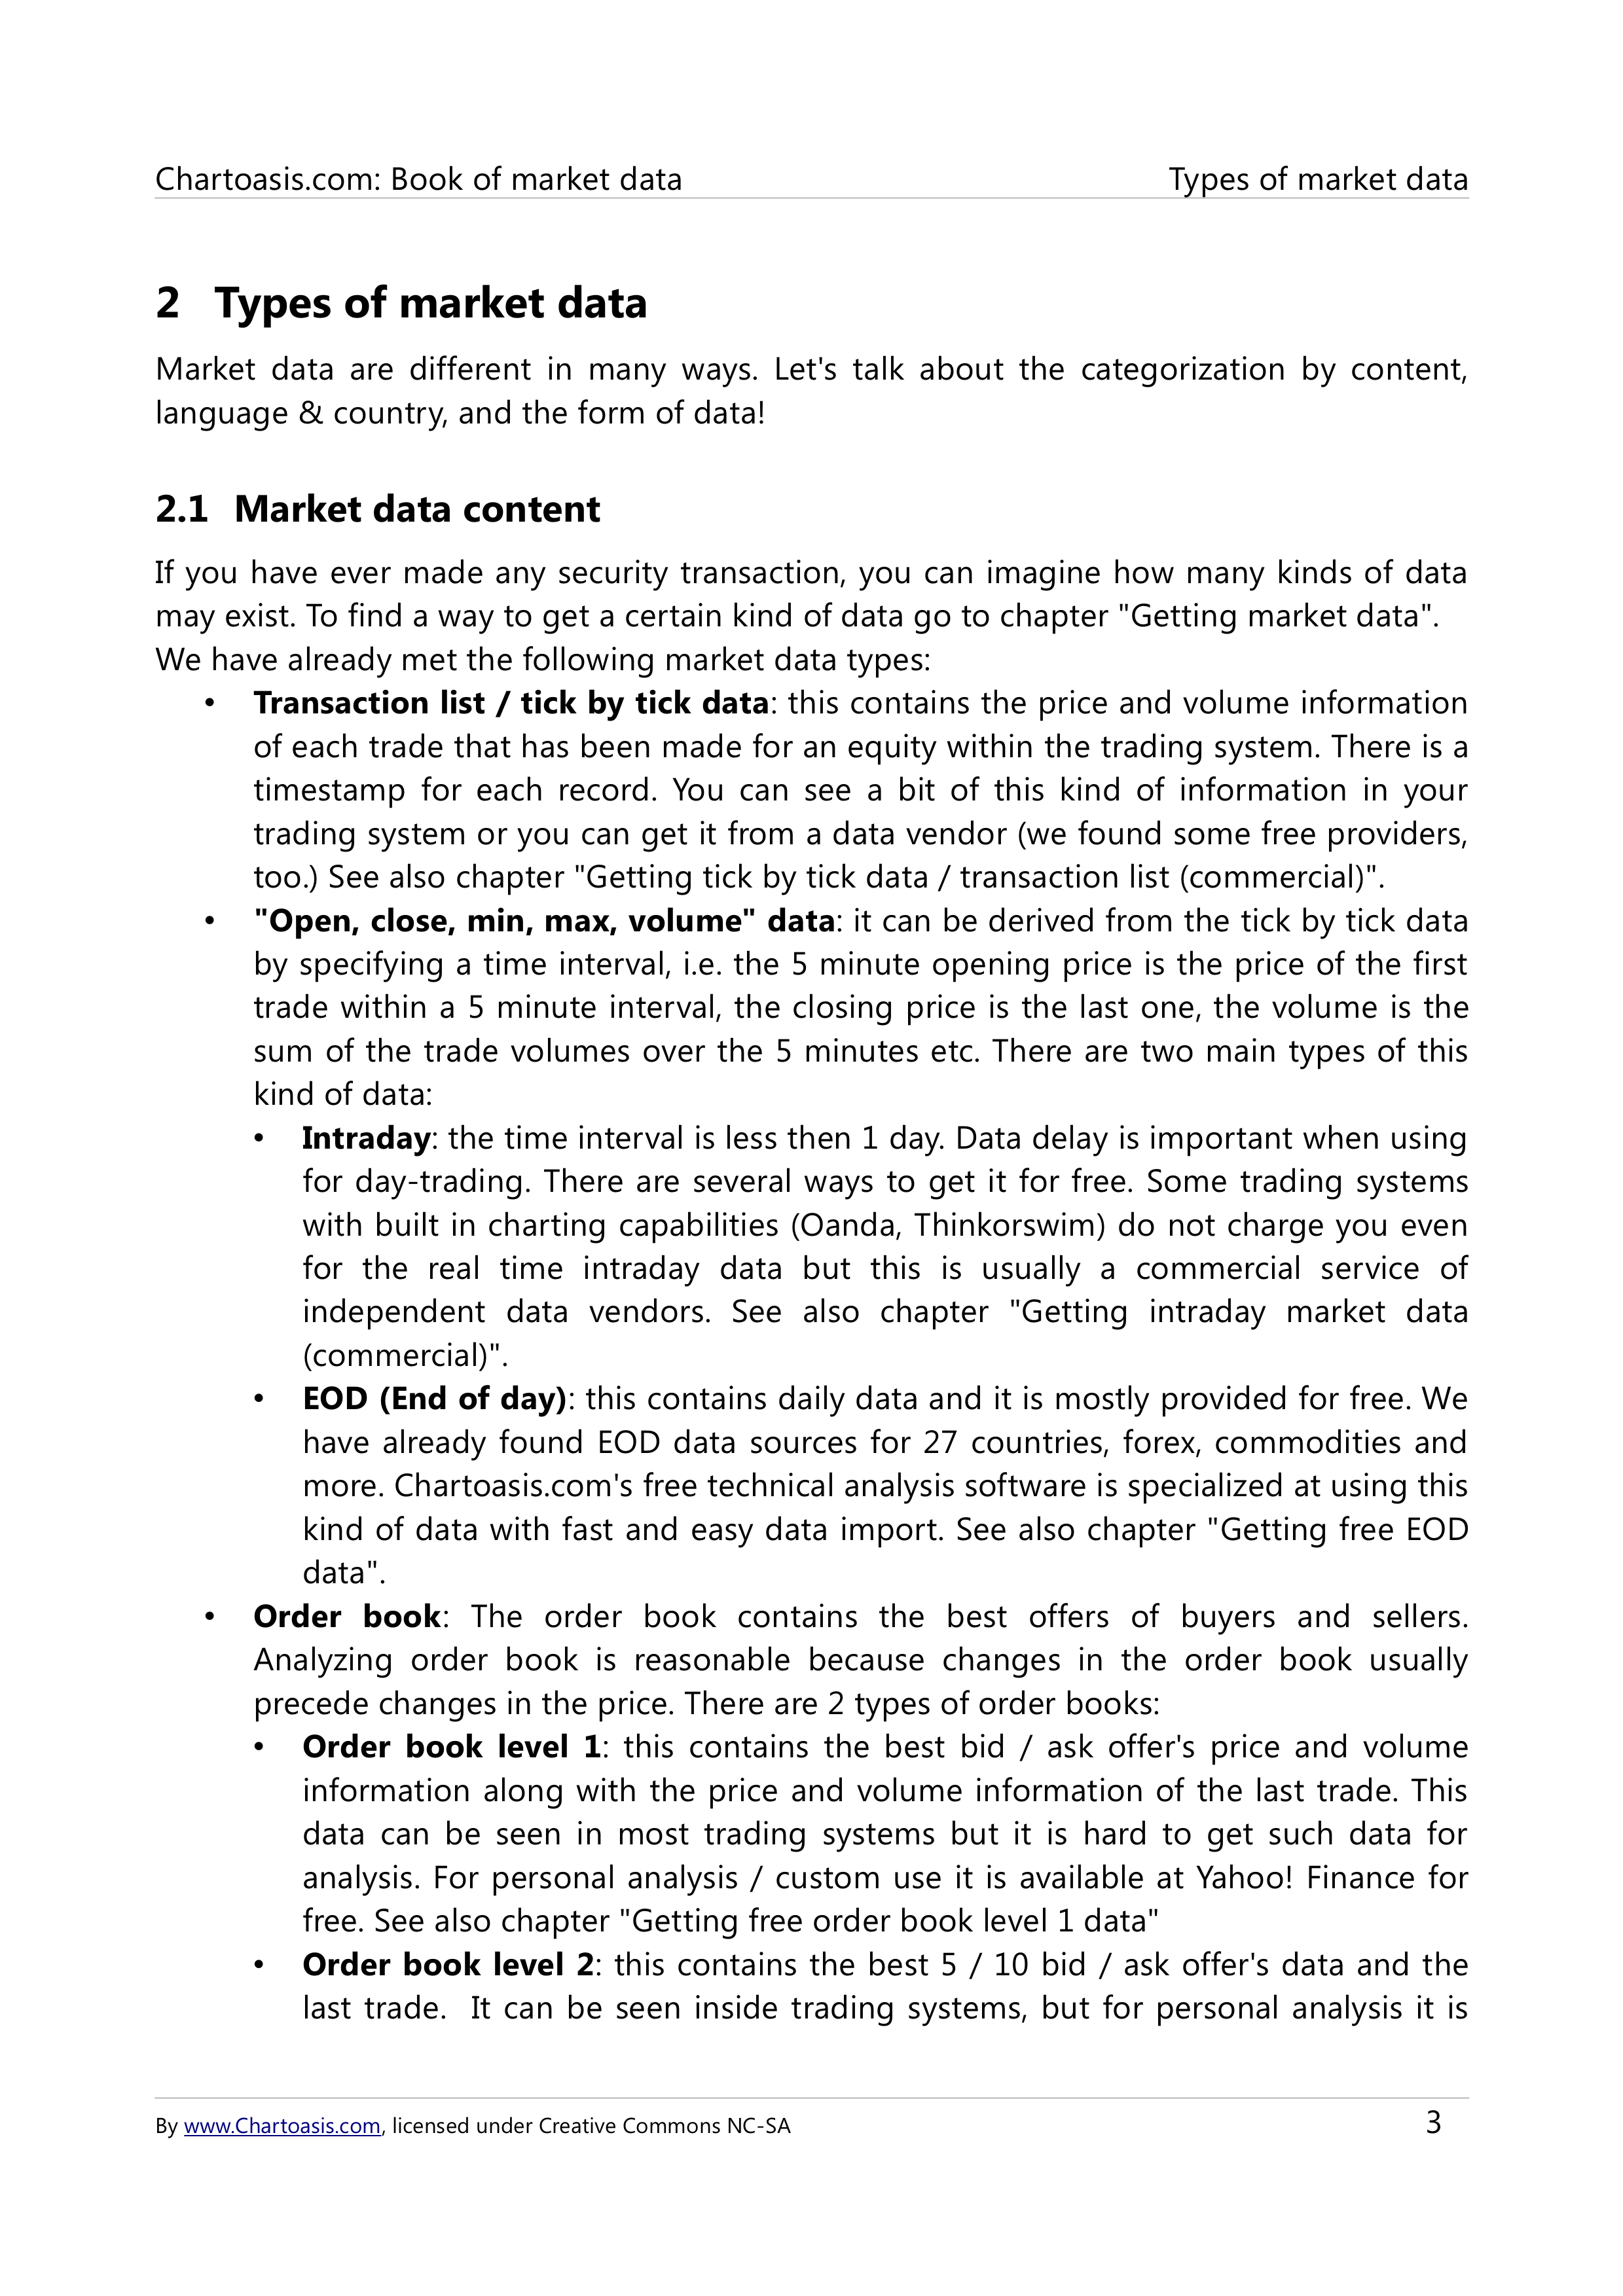 Chartoasis.com: Book of market data
Types of market data
2 Types of market data
Market data are different in many ways. Let's talk about the categorization by content,
language & country, and the form of data!
2.1 Market data content
If you have ever made any security transaction, you can imagine how many kinds of data
may exist. To find a way to get a certain kind of data go to chapter "Getting market data".
We have already met the following market data types:
• Transaction list / tick by tick data: this contains the price and volume information
of each trade that has been made for an equity within the trading system. There is a
timestamp for each record. You can see a bit of this kind of information in your
trading system or you can get it from a data vendor (we found some free providers,
too.) See also chapter "Getting tick by tick data / transaction list (commercial)".
• "Open, close, min, max, volume" data: it can be derived from the tick by tick data
by specifying a time interval, i.e. the 5 minute opening price is the price of the first
trade within a 5 minute interval, the closing price is the last one, the volume is the
sum of the trade volumes over the 5 minutes etc. There are two main types of this
kind of data:
• Intraday: the time interval is less then 1 day. Data delay is important when using
for day-trading. There are several ways to get it for free. Some trading systems
with built in charting capabilities (Oanda, Thinkorswim) do not charge you even
for the real time intraday data but this is usually a commercial service of
independent data vendors. See also chapter "Getting intraday market data
(commercial)".
• EOD (End of day): this contains daily data and it is mostly provided for free. We
have already found EOD data sources for 27 countries, forex, commodities and
more. Chartoasis.com's free technical analysis software is specialized at using this
kind of data with fast and easy data import. See also chapter "Getting free EOD
data".
• Order book: The order book contains the best offers of buyers and sellers.
Analyzing order book is reasonable because changes in the order book usually
precede changes in the price. There are 2 types of order books:
• Order book level 1: this contains the best bid / ask offer's price and volume
information along with the price and volume information of the last trade. This
data can be seen in most trading systems but it is hard to get such data for
analysis. For personal analysis / custom use it is available at Yahoo! Finance for
free. See also chapter "Getting free order book level 1 data"
• Order book level 2: this contains the best 5 / 10 bid / ask offer's data and the
last trade.  It can be seen inside trading systems, but for personal analysis it is
By www.Chartoasis.com, licensed under Creative Commons NC-SA
3